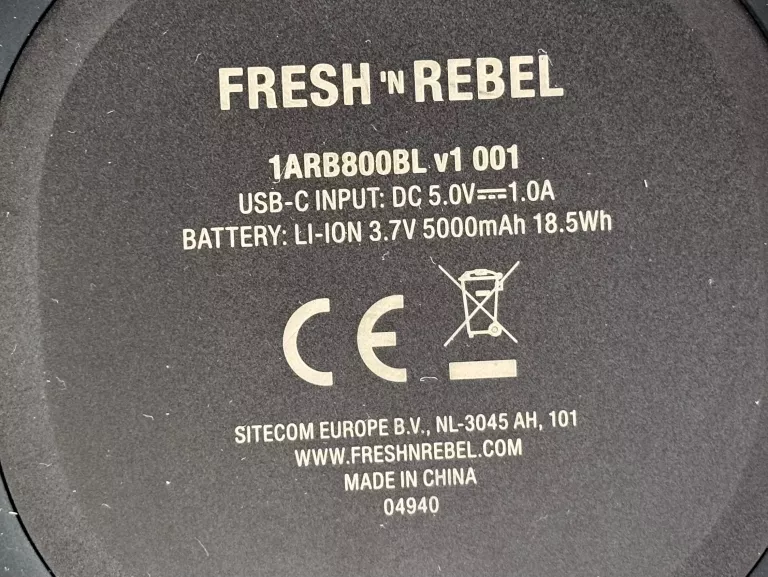 FRESH 'N REBEL
1ARB800BL v1 001
USB-C INPUT: DC 5.0V⎓1.0A
BATTERY: LI-ION 3.7V 5000mAh 18.5Wh
CE
SITECOM EUROPE B.V., NL-3045 AH, 101
WWW.FRESHNREBEL.COM
MADE IN CHINA
04940